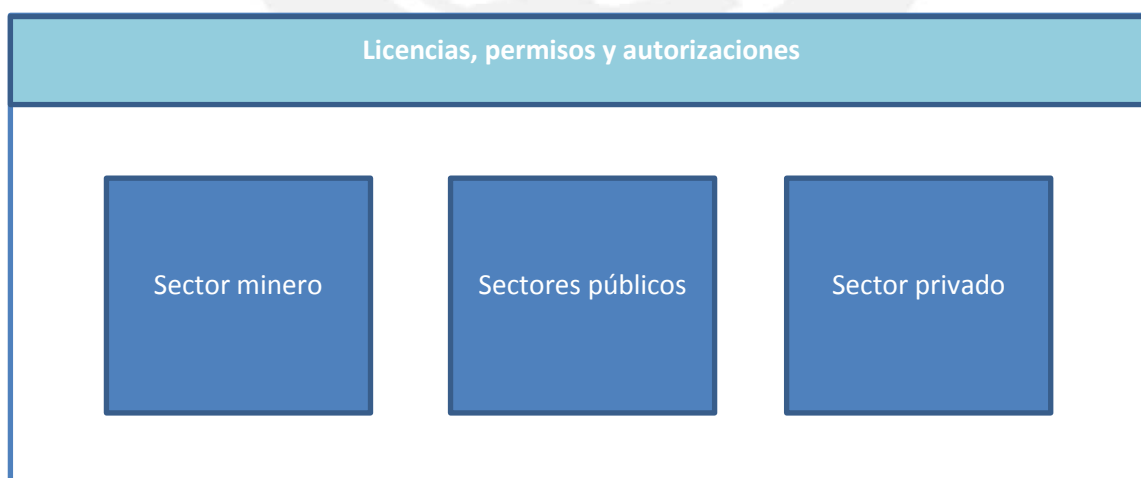 Licencias, permisos y autorizaciones
Sector minero
Sectores públicos
Sector privado